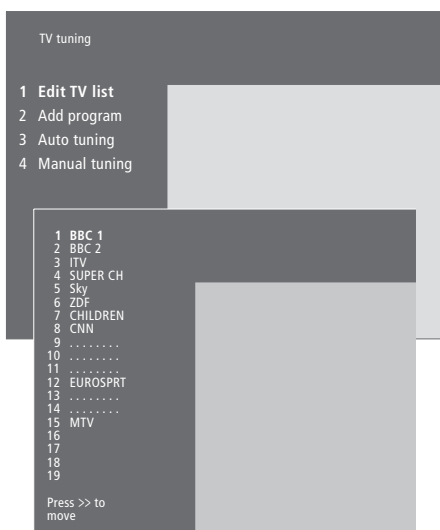 TV tuning
1 Edit TV list
2 Add program
3 Auto tuning
4 Manual tuning
1 BBC 1
2 BBC 2
3 ITV
4 SUPER CH
5 Sky
6 ZDF
7 CHILDREN
8 CNN
9 ........
10 ........
11 ........
12 EUROSPRT
13 ........
14 ........
15 MTV
16
17
18
19
Press >> to
move